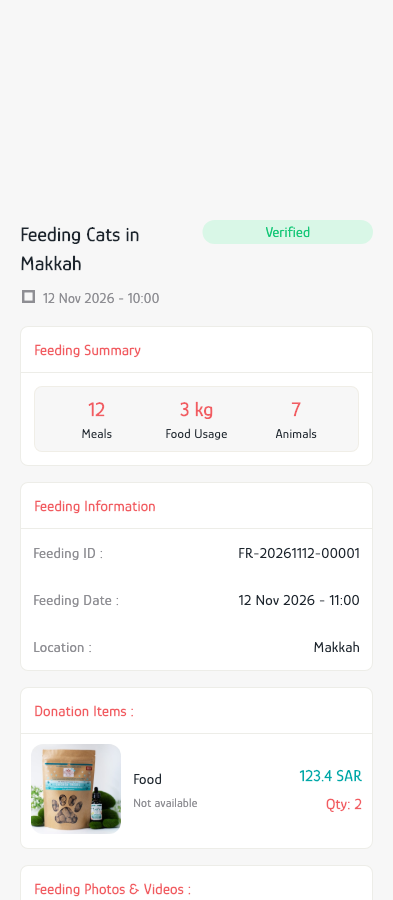 Feeding Cats in
Makkah
Verified
12 Nov 2026 - 10:00
Feeding Summary
12
3 kg
7
Meals
Food Usage
Animals
Feeding Information
Feeding ID :
FR-20261112-00001
Feeding Date :
12 Nov 2026 - 11:00
Location :
Makkah
Donation Items :
Food
Not available
123.4 SAR
Qty: 2
Feeding Photos & Videos :